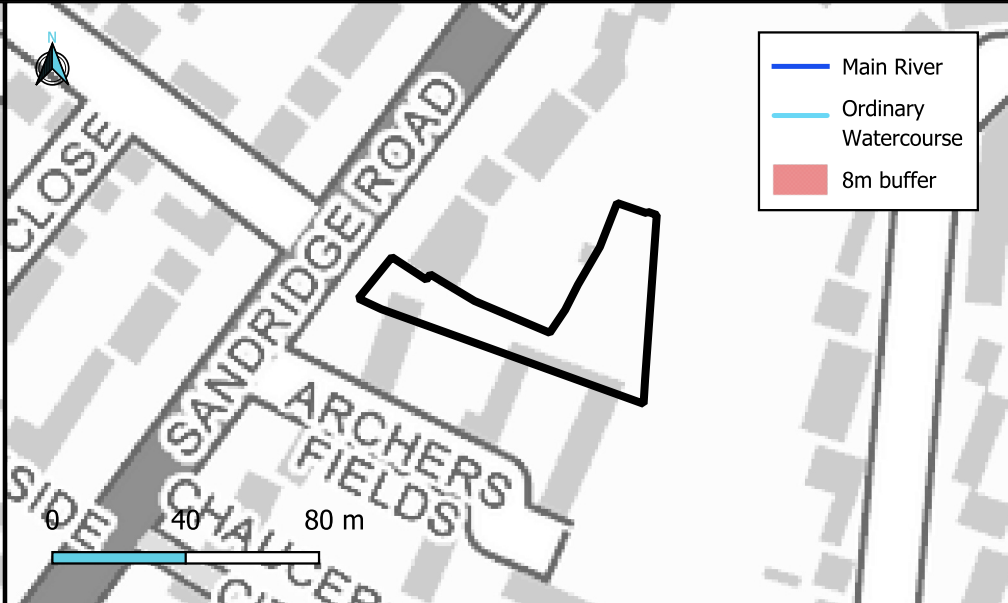 N
Main River
Ordinary
Watercourse
8m buffer
CLOSE
SANDRIDGE ROAD
ARCHERS
FIELDS
SIDE
CHAUCER
0 40 80 m